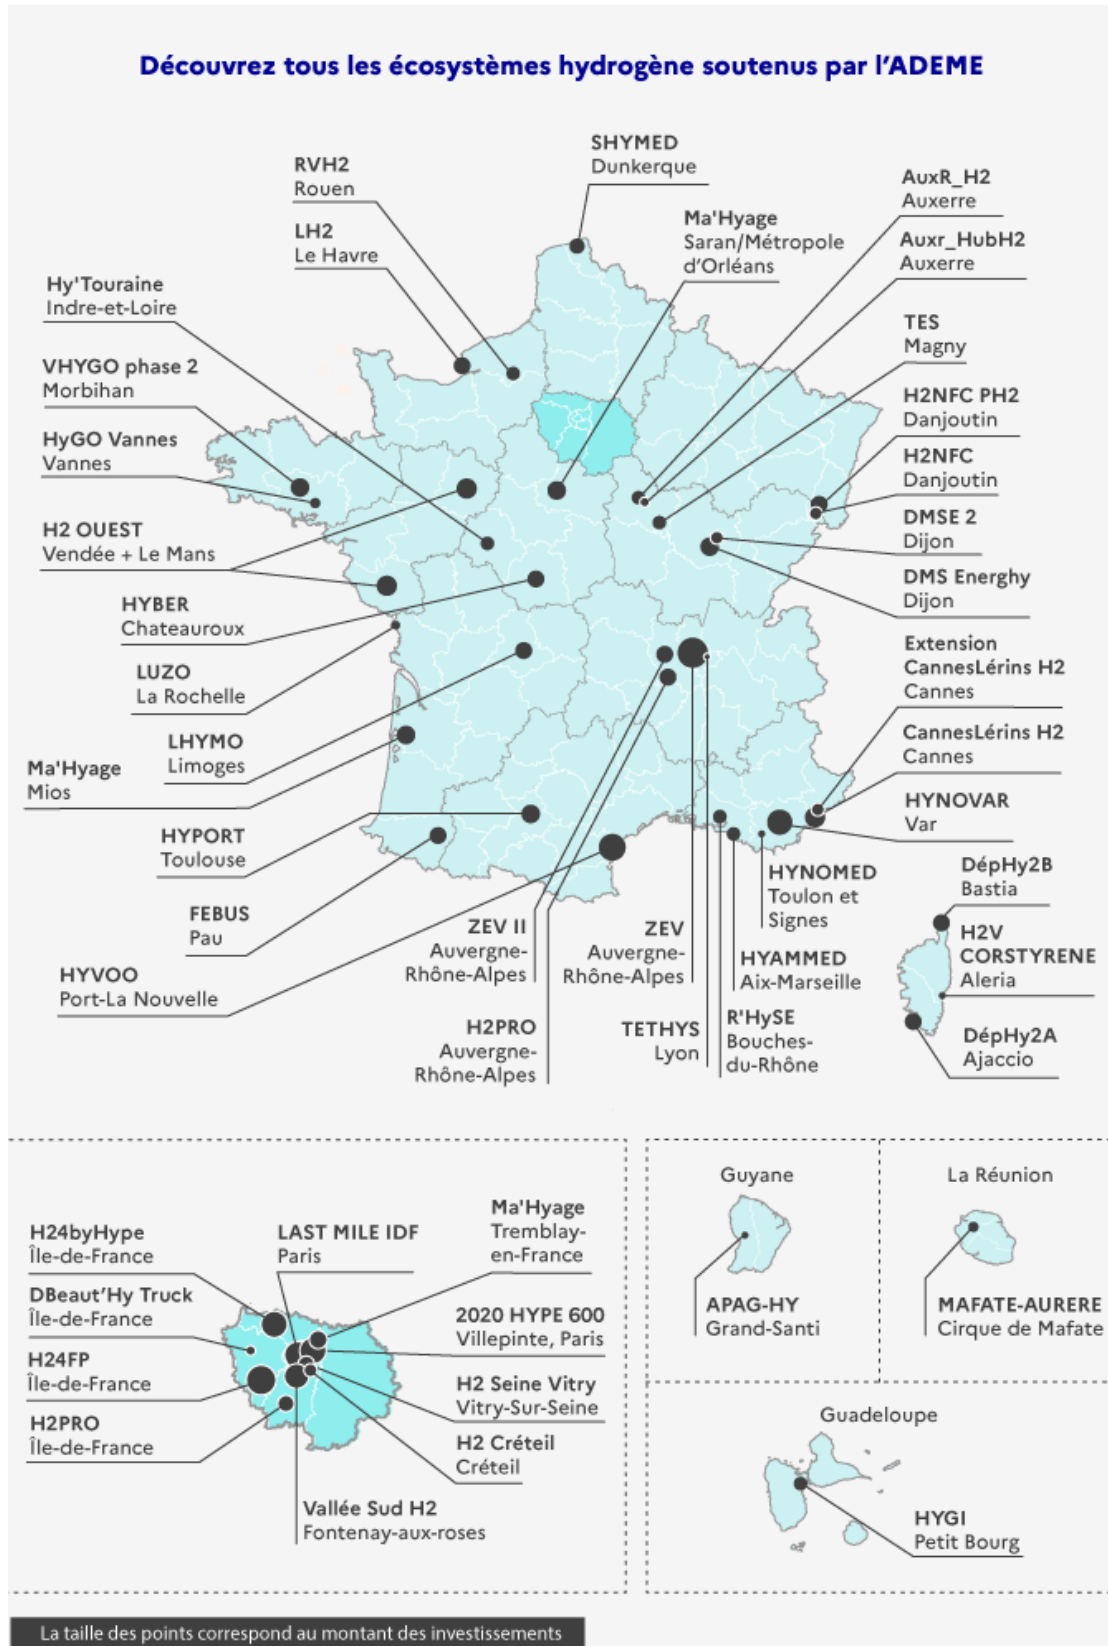 Découvrez tous les écosystèmes hydrogène soutenus par l'ADEME
SHYMED
Dunkerque
RVH2
Rouen
LH2
Le Havre
Ma'Hyage
Saran/Métropole
d'Orléans
AuxR_H2
Auxerre
Auxr_HubH2
Auxerre
Hy'Touraine
Indre-et-Loire
TES
Magny
VHYGO phase 2
Morbihan
H2NFC PH2
Danjoutin
HyGO Vannes
Vannes
H2NFC
Danjoutin
H2 OUEST
Vendée + Le Mans
DMSE 2
Dijon
DMS Energhy
Dijon
HYBER
Chateauroux
Extension
CannesLérins H2
Cannes
LUZO
La Rochelle
CannesLérins H2
Cannes
LHYMO
Limoges
Ma'Hyage
Mios
HYNOVAR
Var
HYPORT
Toulouse
HYNOMED
Toulon et
Signes
DépHy2B
Bastia
FEBUS
Pau
ZEV II
Auvergne-
Rhône-Alpes
ZEV
Auvergne-
Rhône-Alpes
HYAMMED
Aix-Marseille
H2V
CORSTYRENE
Aleria
HYVOO
Port-La Nouvelle
H2PRO
Auvergne-
Rhône-Alpes
TETHYS
Lyon
R'HySE
Bouches-
du-Rhône
DépHy2A
Ajaccio
H24byHype
Île-de-France
LAST MILE IDF
Paris
Ma'Hyage
Tremblay-
en-France
DBeaut'Hy Truck
Île-de-France
2020 HYPE 600
Villepinte, Paris
H24FP
Île-de-France
H2 Seine Vitry
Vitry-Sur-Seine
H2PRO
Île-de-France
H2 Créteil
Créteil
Vallée Sud H2
Fontenay-aux-roses
Guyane
APAG-HY
Grand-Santi
La Réunion
MAFATE-AURERE
Cirque de Mafate
Guadeloupe
HYGI
Petit Bourg
La taille des points correspond au montant des investissements